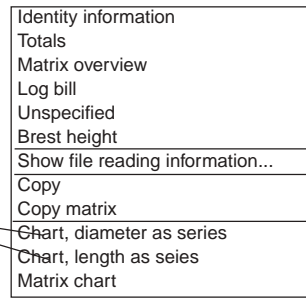 Identity information
Totals
Matrix overview
Log bill
Unspecified
Brest height
Show file reading information...
Copy
Copy matrix
Chart, diameter as series
Chart, length as seies
Matrix chart